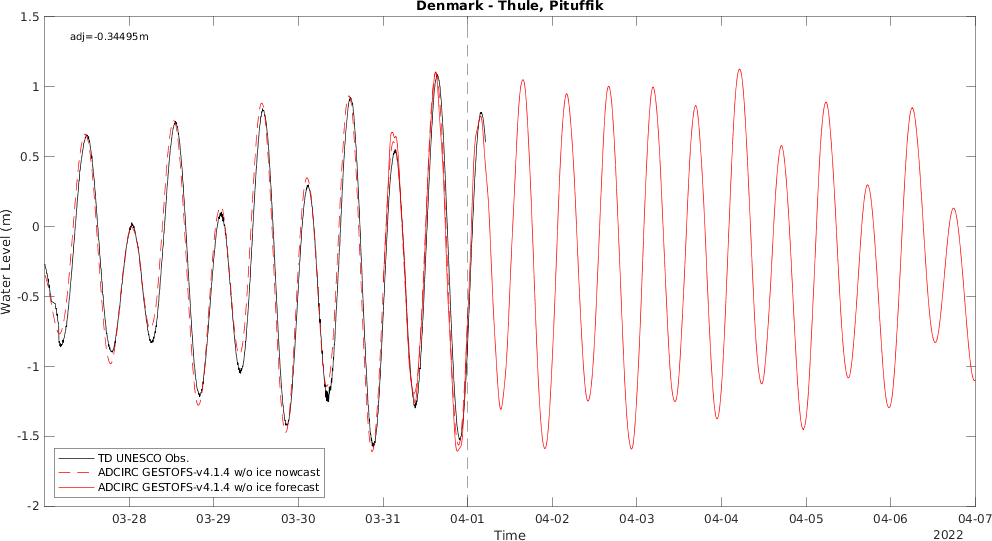 Denmark - Thule, Pituffik
adj=-0.34495m
1.5
1
0.5
0
-0.5
-1
-1.5
-2
Water Level (m)
TD UNESCO Obs.
ADCIRC GESTOFS-v4.1.4 w/o ice nowcast
ADCIRC GESTOFS-v4.1.4 w/o ice forecast
03-28 03-29 03-30 03-31 04-01 04-02 04-03 04-04 04-05 04-06 04-07
Time
2022